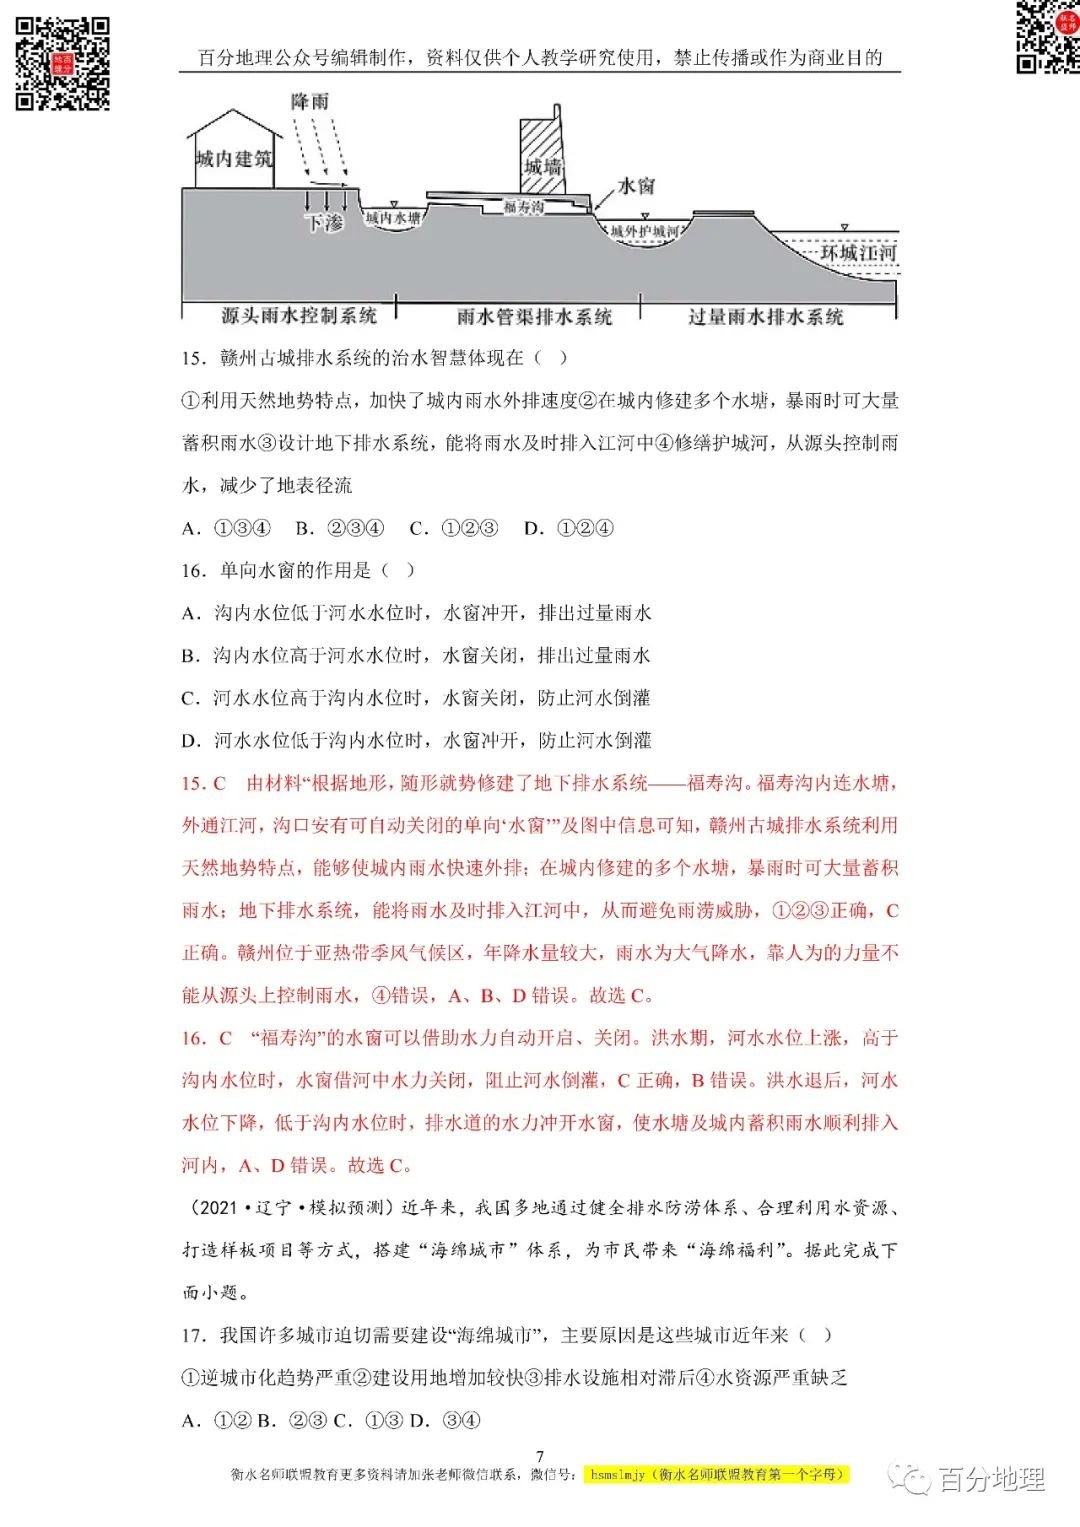 百分地理公众号编辑制作，资料仅供个人教学研究使用，禁止传播或作为商业目的
降雨
城内建筑
城墙
水窗
下渗
城内水塘
福寿沟
城外护城河
环城江河
源头雨水控制系统
雨水管渠排水系统
过量雨水排水系统
15．赣州古城排水系统的治水智慧体现在（ ）
①利用天然地势特点，加快了城内雨水外排速度②在城内修建多个水塘，暴雨时可大量
蓄积雨水③设计地下排水系统，能将雨水及时排入江河中④修缮护城河，从源头控制雨
水，减少了地表径流
A．①③④ B．②③④ C．①②③ D．①②④
16．单向水窗的作用是（ ）
A．沟内水位低于河水水位时，水窗冲开，排出过量雨水
B．沟内水位高于河水水位时，水窗关闭，排出过量雨水
C．河水水位高于沟内水位时，水窗关闭，防止河水倒灌
D．河水水位低于沟内水位时，水窗冲开，防止河水倒灌
15．C 由材料“根据地形，随形就势修建了地下排水系统——福寿沟。福寿沟内连水塘，
外通江河，沟口安有可自动关闭的单向‘水窗’”及图中信息可知，赣州古城排水系统利用
天然地势特点，能够使城内雨水快速外排；在城内修建的多个水塘，暴雨时可大量蓄积
雨水；地下排水系统，能将雨水及时排入江河中，从而避免雨涝威胁，①②③正确，C
正确。赣州位于亚热带季风气候区，年降水量较大，雨水为大气降水，靠人为的力量不
能从源头上控制雨水，④错误，A、B、D 错误。故选 C。
16．C “福寿沟”的水窗可以借助水力自动开启、关闭。洪水期，河水水位上涨，高于
沟内水位时，水窗借河中水力关闭，阻止河水倒灌，C 正确，B 错误。洪水退后，河水
水位下降，低于沟内水位时，排水道的水力冲开水窗，使水塘及城内蓄积雨水顺利排入
河内，A、D 错误。故选 C。
（2021·辽宁·模拟预测）近年来，我国多地通过健全排水防涝体系、合理利用水资源、
打造样板项目等方式，搭建“海绵城市”体系，为市民带来“海绵福利”。据此完成下
面小题。
17．我国许多城市迫切需要建设“海绵城市”，主要原因是这些城市近年来（ ）
①逆城市化趋势严重②建设用地增加较快③排水设施相对滞后④水资源严重缺乏
A．①② B．②③ C．①③ D．③④
7
衡水名师联盟教育更多资料请加张老师微信联系，微信号： hsmslmjy（衡水名师联盟教育第一个字母）
百分地理